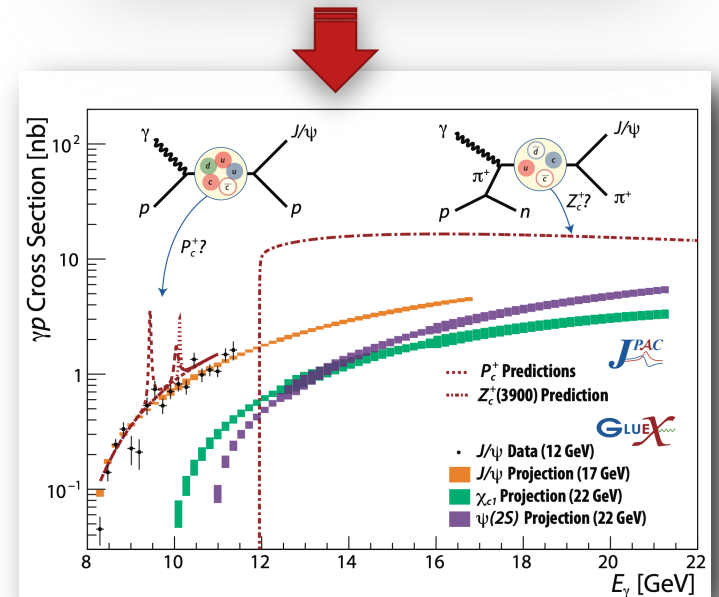 γp Cross Section [nb]
10²
10
1
10⁻¹
γ
J/ψ
d
u
u
c
c̄
p
p
P_c⁺?
γ
J/ψ
π⁺
d̄
c
u
c̄
p
n
π⁺
Z_c⁺?
JPAC
P_c⁺ Predictions
Z_c⁺(3900) Prediction
GLUEX
J/ψ Data (12 GeV)
J/ψ Projection (17 GeV)
χ_c1 Projection (22 GeV)
ψ(2S) Projection (22 GeV)
8 10 12 14 16 18 20 22
E_γ [GeV]